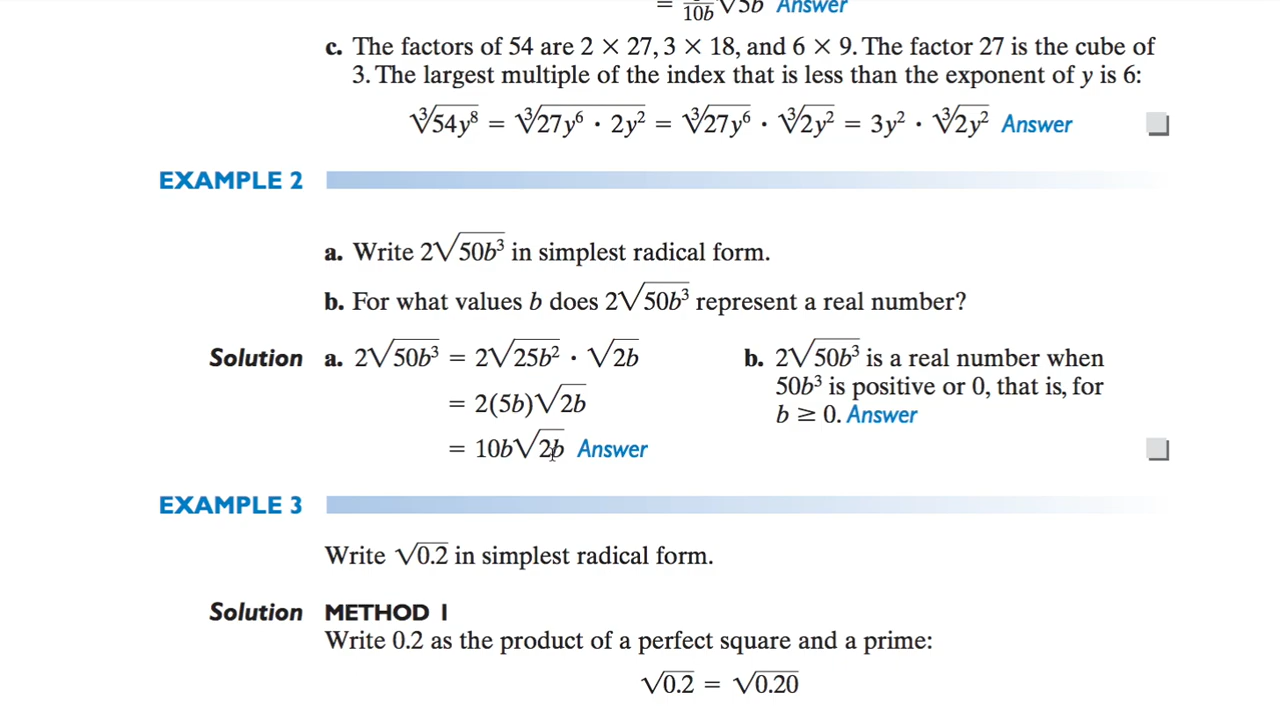 = 10b √5b Answer
c. The factors of 54 are 2 × 27, 3 × 18, and 6 × 9. The factor 27 is the cube of
3. The largest multiple of the index that is less than the exponent of y is 6:
∛54y⁸ = ∛27y⁶ · 2y² = ∛27y⁶ · ∛2y² = 3y² · ∛2y² Answer
EXAMPLE 2
a. Write 2√50b³ in simplest radical form.
b. For what values b does 2√50b³ represent a real number?
Solution a. 2√50b³ = 2√25b² · √2b
= 2(5b)√2b
= 10b√2b Answer
b. 2√50b³ is a real number when
50b³ is positive or 0, that is, for
b ≥ 0. Answer
EXAMPLE 3
Write √0.2 in simplest radical form.
Solution METHOD 1
Write 0.2 as the product of a perfect square and a prime:
√0.2 = √0.20